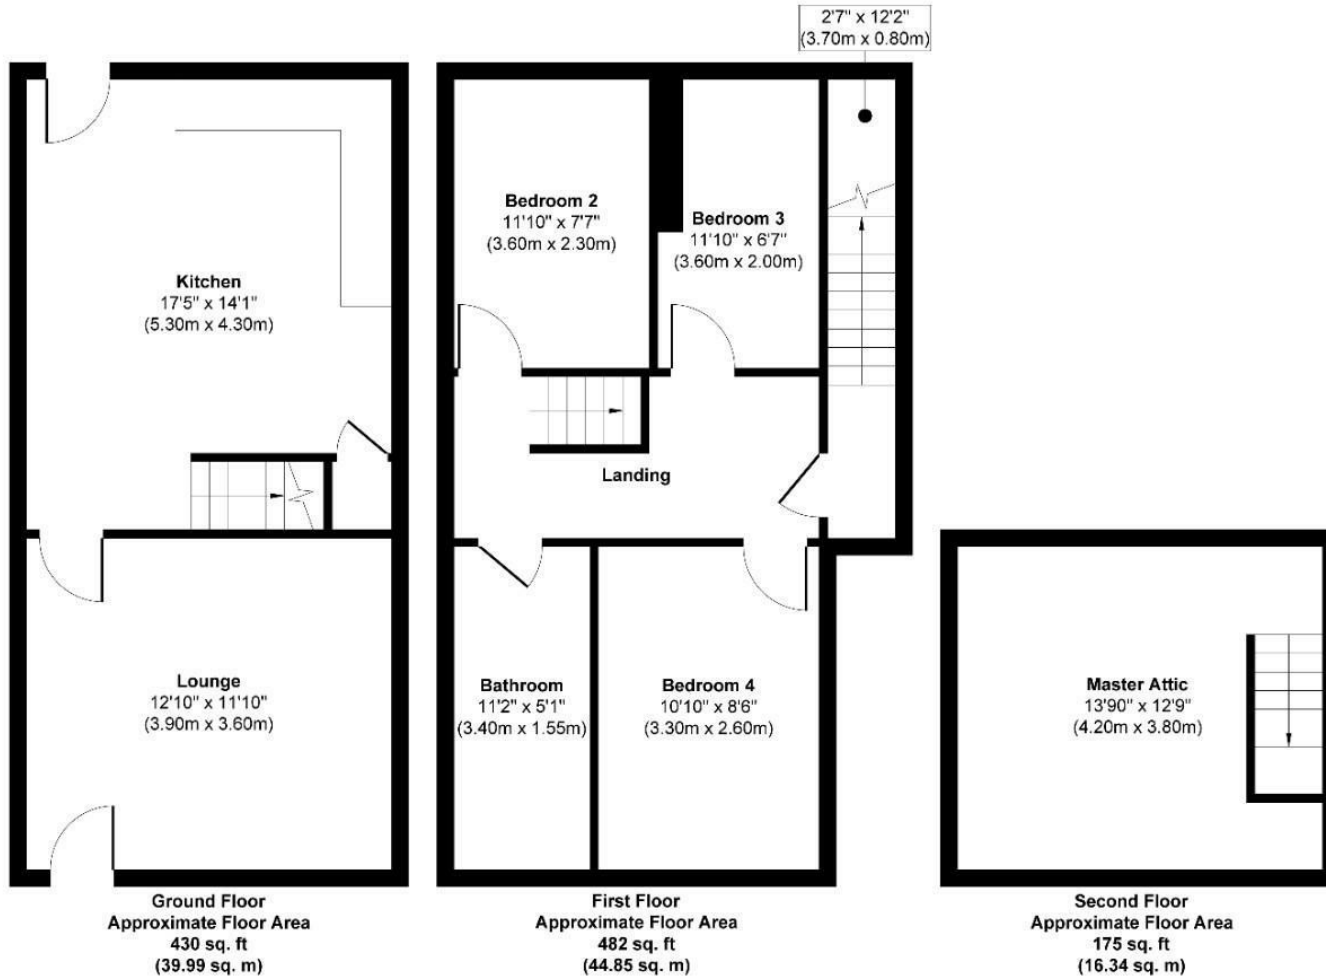 2'7" x 12'2"
(3.70m x 0.80m)
Bedroom 2
11'10" x 7'7"
(3.60m x 2.30m)
Bedroom 3
11'10" x 6'7"
(3.60m x 2.00m)
Kitchen
17'5" x 14'1"
(5.30m x 4.30m)
Landing
Lounge
12'10" x 11'10"
(3.90m x 3.60m)
Bathroom
11'2" x 5'1"
(3.40m x 1.55m)
Bedroom 4
10'10" x 8'6"
(3.30m x 2.60m)
Master Attic
13'90" x 12'9"
(4.20m x 3.80m)
Ground Floor
Approximate Floor Area
430 sq. ft
(39.99 sq. m)
First Floor
Approximate Floor Area
482 sq. ft
(44.85 sq. m)
Second Floor
Approximate Floor Area
175 sq. ft
(16.34 sq. m)